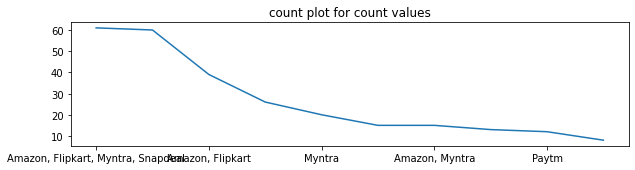 count plot for count values
60
50
40
30
20
10
Amazon, Flipkart, Myntra, Snapdeal
Amazon, Flipkart
Myntra
Amazon, Myntra
Paytm